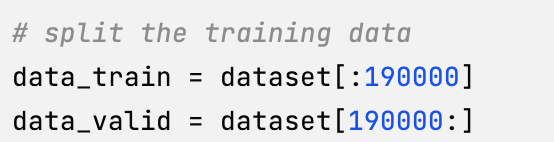 # split the training data
data_train = dataset[:190000]
data_valid = dataset[190000:]